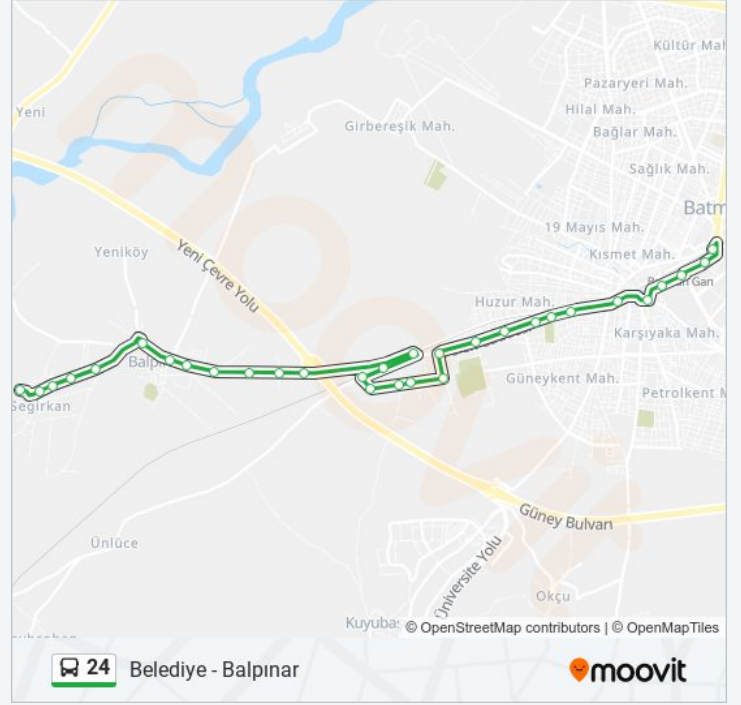 Kültür Mah
Yeni
Pazaryeri Mah.
Hilal Mah.
Girbereşik Mah.
Bağlar Mah.
Sağlık Mah.
Batm
19 Mayıs Mah.
Yeniköy
Yeni Çevre Yolu
Kısmet Mah.
Garı
Huzur Mah.
Karşıyaka Mah.
Güneykent Mah.
Petrolkent M
Segirkan
Güney Bulvarı
Ünlüce
Üniversite Yolu
Okçu
Kuyubaş
© OpenStreetMap contributors | © OpenMapTiles
24 Belediye - Balpınar
moovit